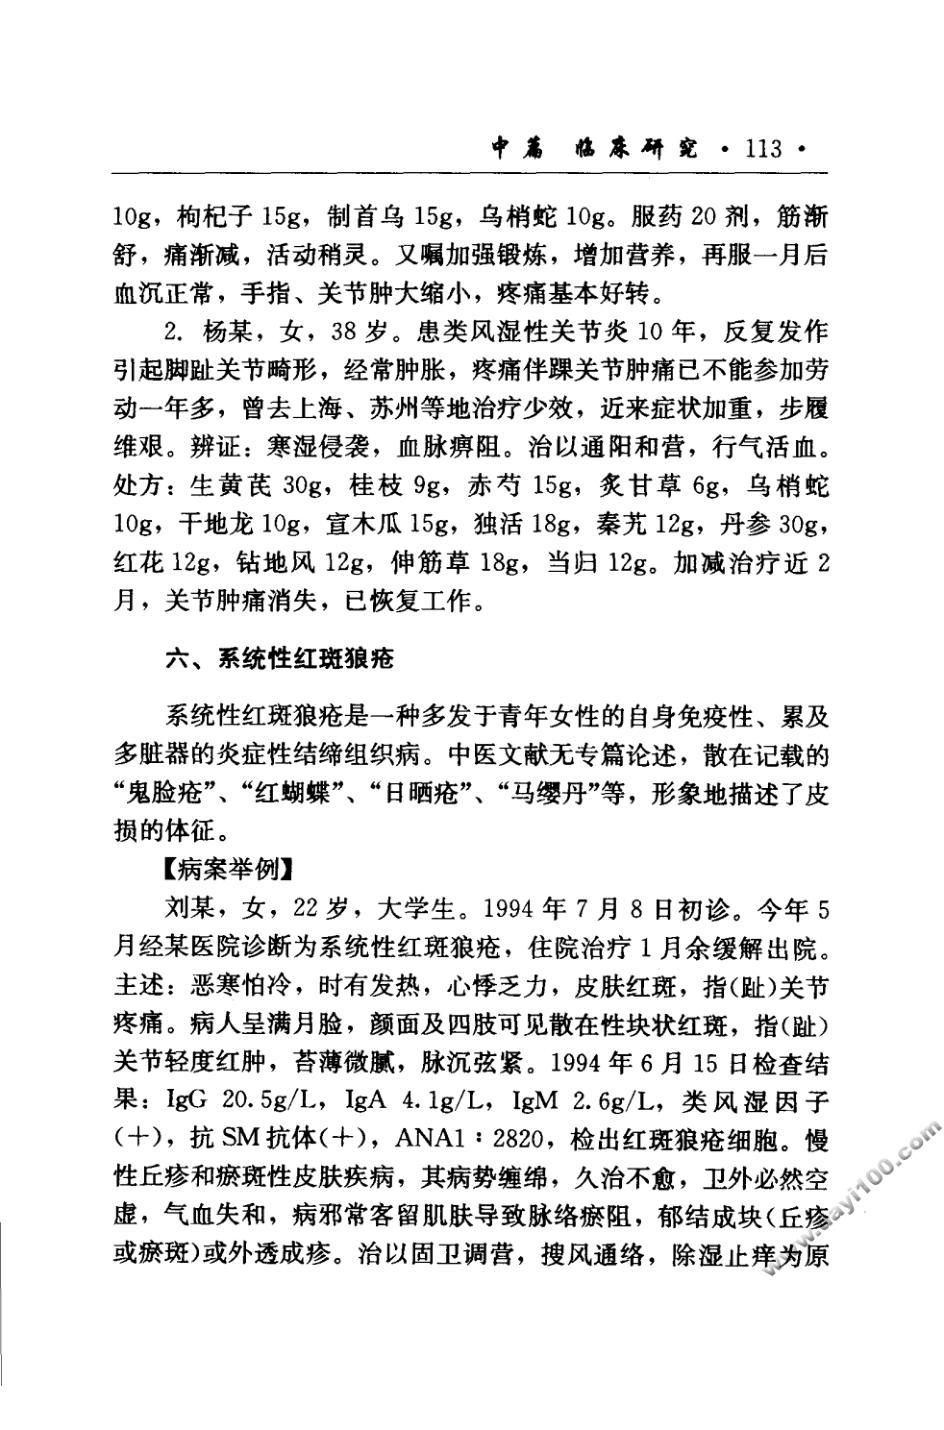 中篇 临床研究 · 113 ·
10g，枸杞子 15g，制首乌 15g，乌梢蛇 10g。服药 20 剂，筋渐
舒，痛渐减，活动稍灵。又嘱加强锻炼，增加营养，再服一月后
血沉正常，手指、关节肿大缩小，疼痛基本好转。
2. 杨某，女，38 岁。患类风湿性关节炎 10 年，反复发作
引起脚趾关节畸形，经常肿胀，疼痛伴踝关节肿痛已不能参加劳
动一年多，曾去上海、苏州等地治疗少效，近来症状加重，步履
维艰。辨证：寒湿侵袭，血脉痹阻。治以通阳和营，行气活血。
处方：生黄芪 30g，桂枝 9g，赤芍 15g，炙甘草 6g，乌梢蛇
10g，干地龙 10g，宣木瓜 15g，独活 18g，秦艽 12g，丹参 30g，
红花 12g，钻地风 12g，伸筋草 18g，当归 12g。加减治疗近 2
月，关节肿痛消失，已恢复工作。
六、系统性红斑狼疮
系统性红斑狼疮是一种多发于青年女性的自身免疫性、累及
多脏器的炎症性结缔组织病。中医文献无专篇论述，散在记载的
“鬼脸疮”、“红蝴蝶”、“日晒疮”、“马缨丹”等，形象地描述了皮
损的体征。
【病案举例】
刘某，女，22 岁，大学生。1994 年 7 月 8 日初诊。今年 5
月经某医院诊断为系统性红斑狼疮，住院治疗 1 月余缓解出院。
主述：恶寒怕冷，时有发热，心悸乏力，皮肤红斑，指(趾)关节
疼痛。病人呈满月脸，颜面及四肢可见散在性块状红斑，指(趾)
关节轻度红肿，苔薄微腻，脉沉弦紧。1994 年 6 月 15 日检查结
果：IgG 20.5g/L，IgA 4.1g/L，IgM 2.6g/L，类风湿因子
(＋)，抗 SM 抗体(＋)，ANA1∶2820，检出红斑狼疮细胞。慢
性丘疹和瘀斑性皮肤疾病，其病势缠绵，久治不愈，卫外必然空
虚，气血失和，病邪常客留肌肤导致脉络瘀阻，郁结成块(丘疹
或瘀斑)或外透成疹。治以固卫调营，搜风通络，除湿止痒为原
www.dayi100.com